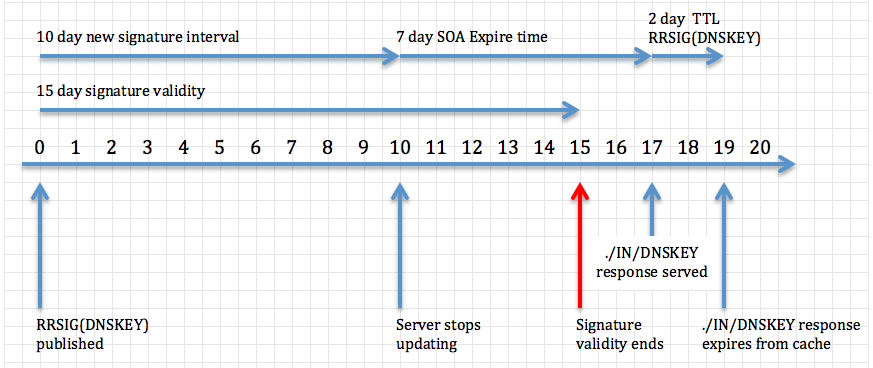 2 day TTL
10 day new signature interval
7 day SOA Expire time
RRSIG(DNSKEY)
15 day signature validity
0 1 2 3 4 5 6 7 8 9 10 11 12 13 14 15 16 17 18 19 20
./IN/DNSKEY
response served
RRSIG(DNSKEY)
published
Server stops
updating
Signature
validity ends
./IN/DNSKEY response
expires from cache